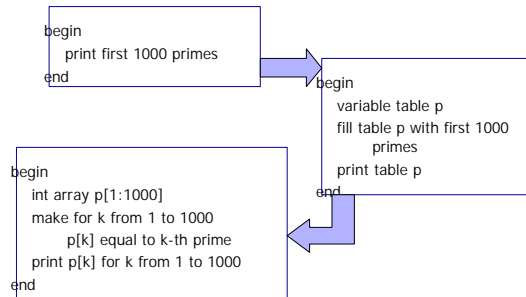 begin
print first 1000 primes
end
begin
variable table p
fill table p with first 1000
primes
print table p
end
begin
int array p[1:1000]
make for k from 1 to 1000
p[k] equal to k-th prime
print p[k] for k from 1 to 1000
end